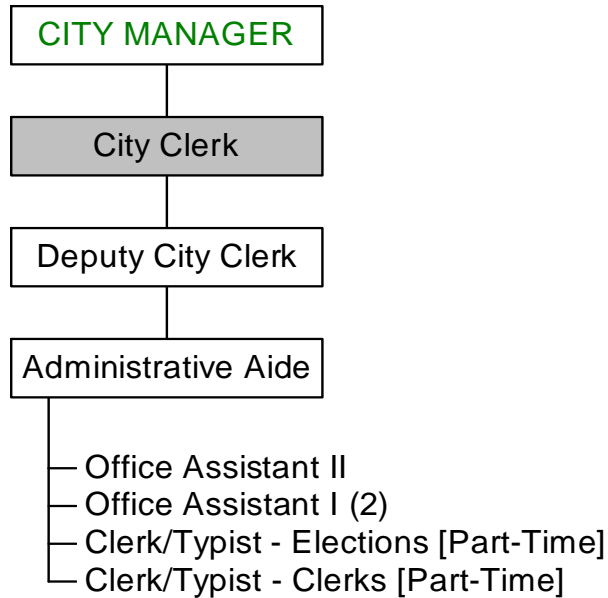 CITY MANAGER
City Clerk
Deputy City Clerk
Administrative Aide
Office Assistant II
Office Assistant I (2)
Clerk/Typist - Elections [Part-Time]
Clerk/Typist - Clerks [Part-Time]